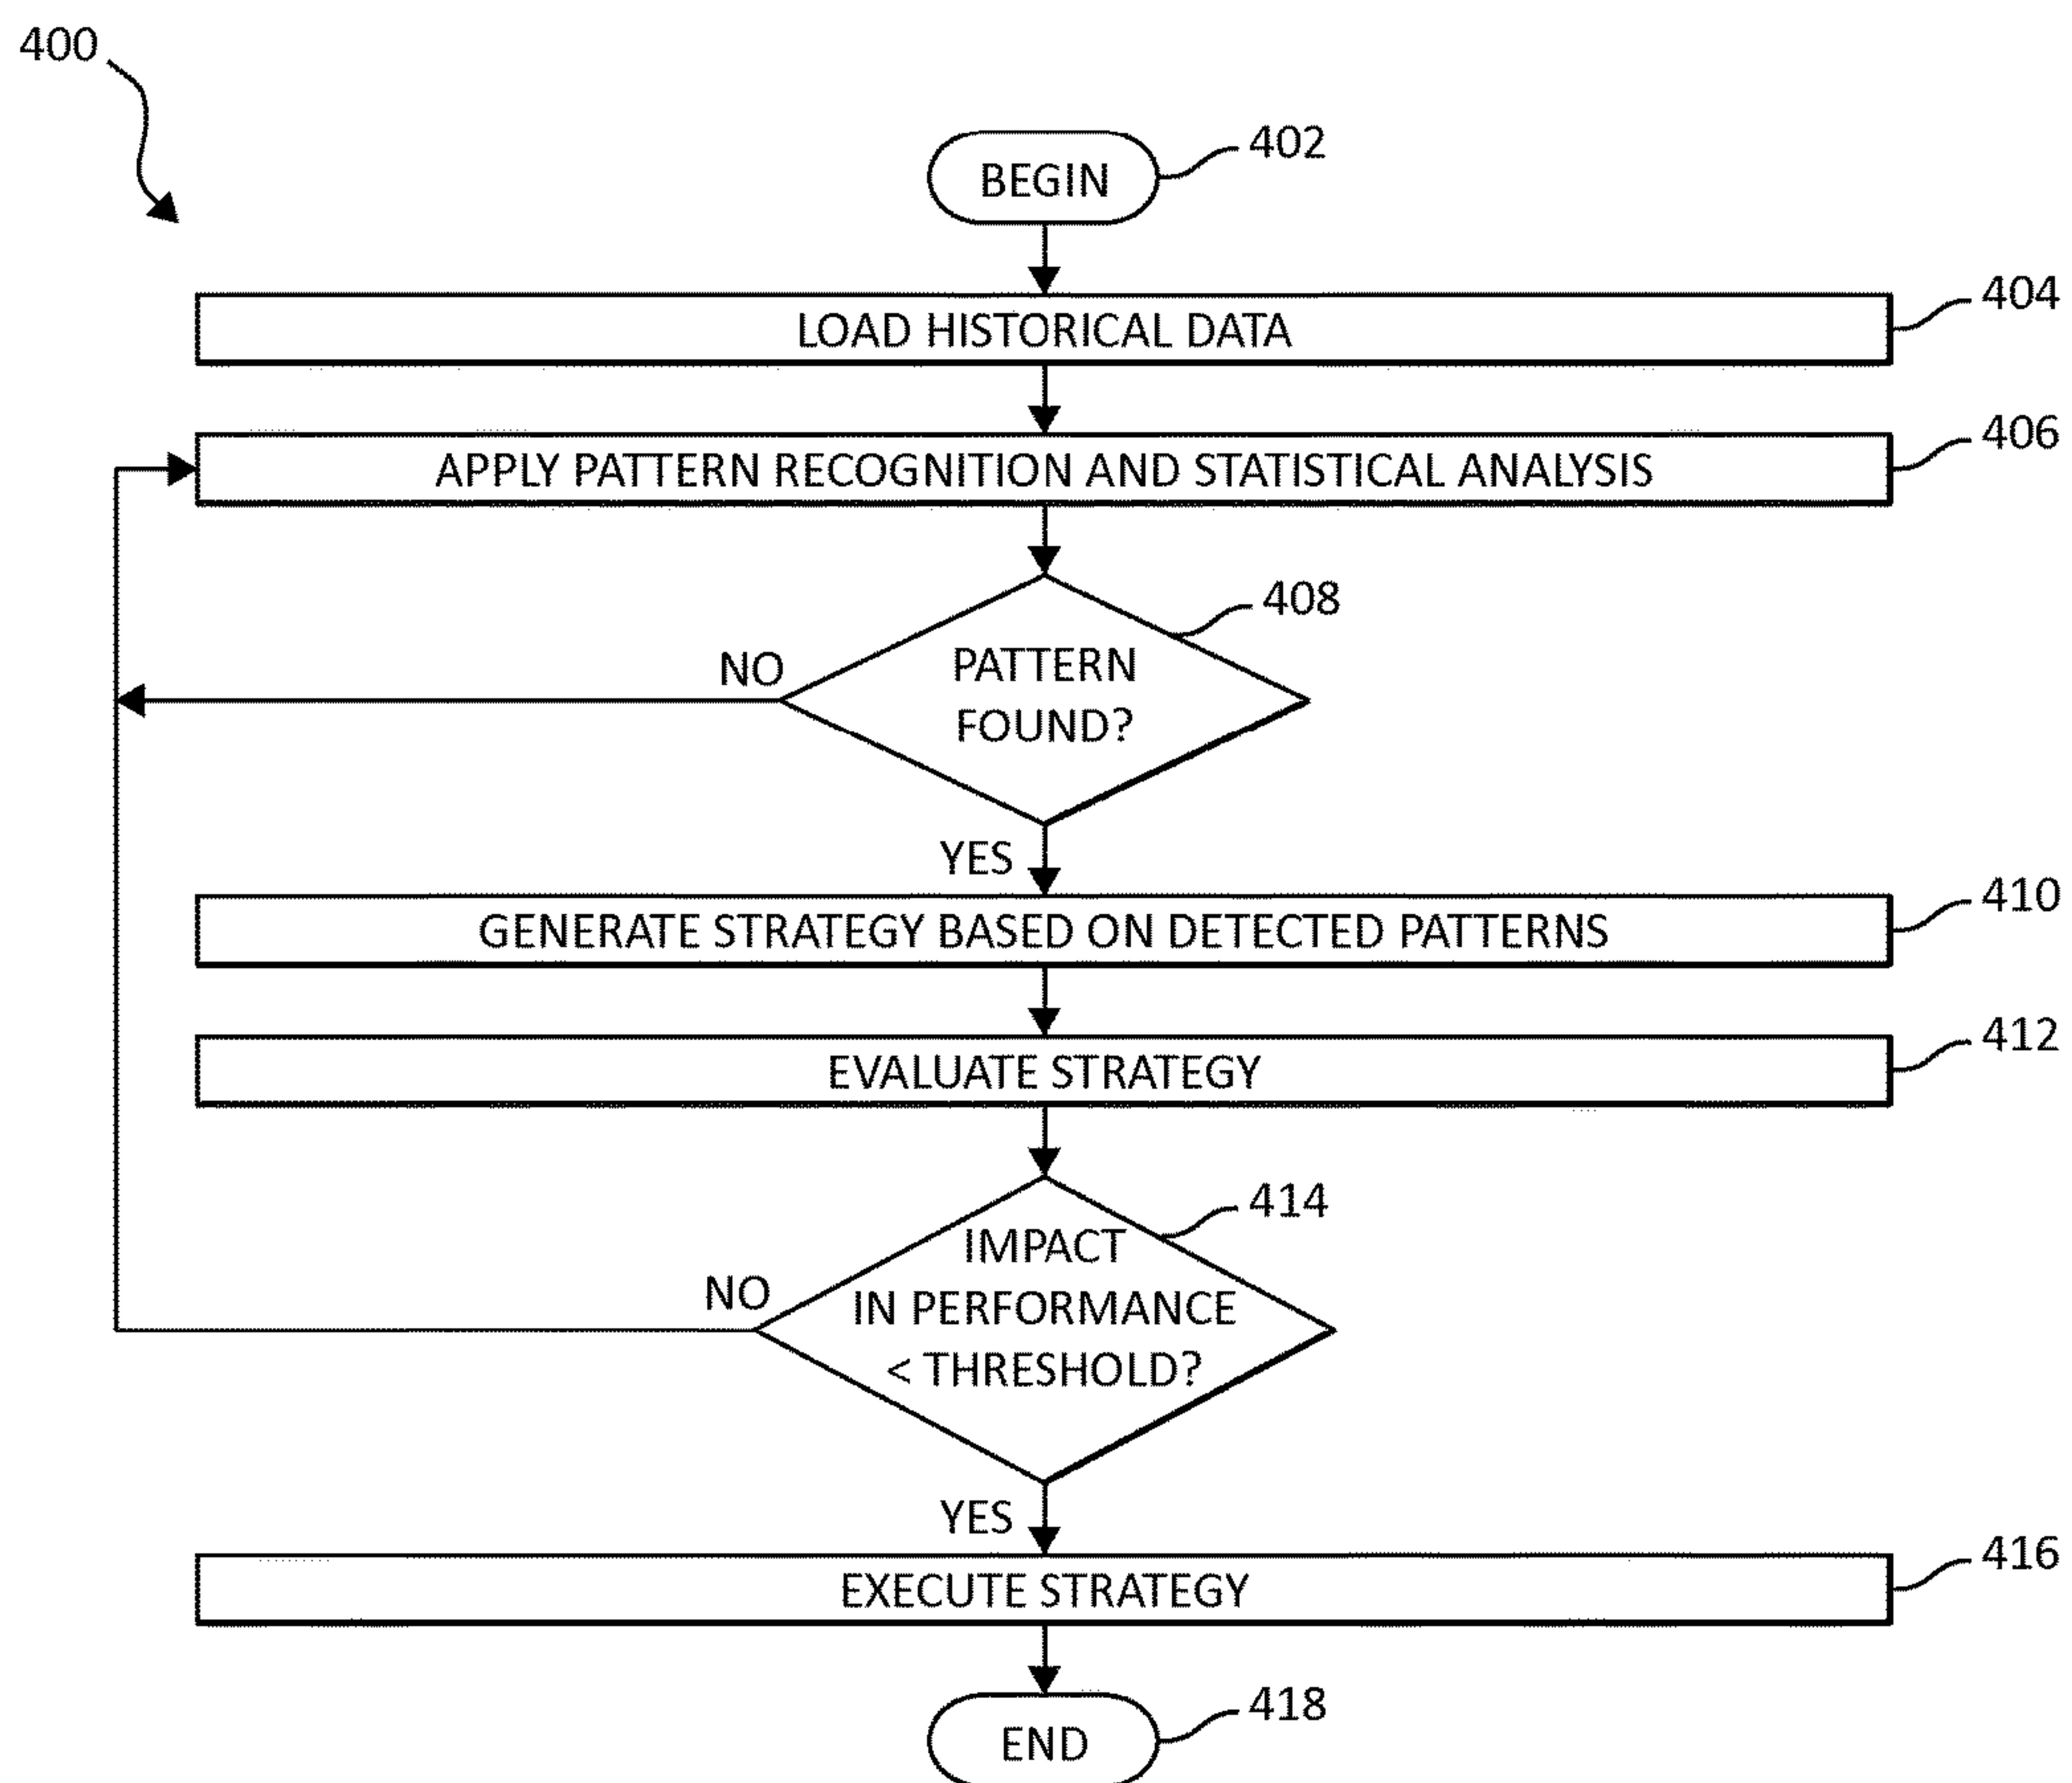 400
BEGIN
402
LOAD HISTORICAL DATA
404
APPLY PATTERN RECOGNITION AND STATISTICAL ANALYSIS
406
PATTERN
FOUND?
408
NO
YES
GENERATE STRATEGY BASED ON DETECTED PATTERNS
410
EVALUATE STRATEGY
412
IMPACT
IN PERFORMANCE
< THRESHOLD?
414
NO
YES
EXECUTE STRATEGY
416
END
418